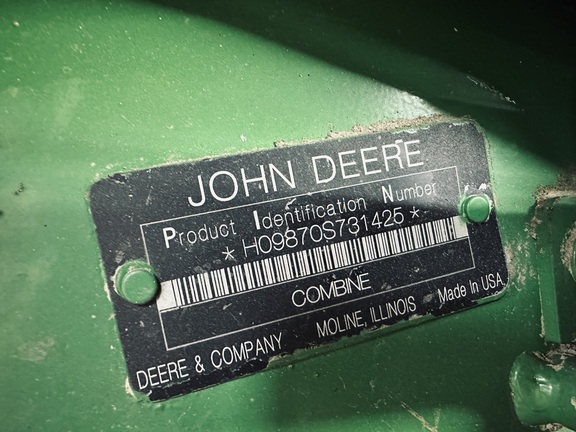 JOHN DEERE
Product Identification Number
* H09870S731425 *
COMBINE
DEERE & COMPANY MOLINE, ILLINOIS Made In USA